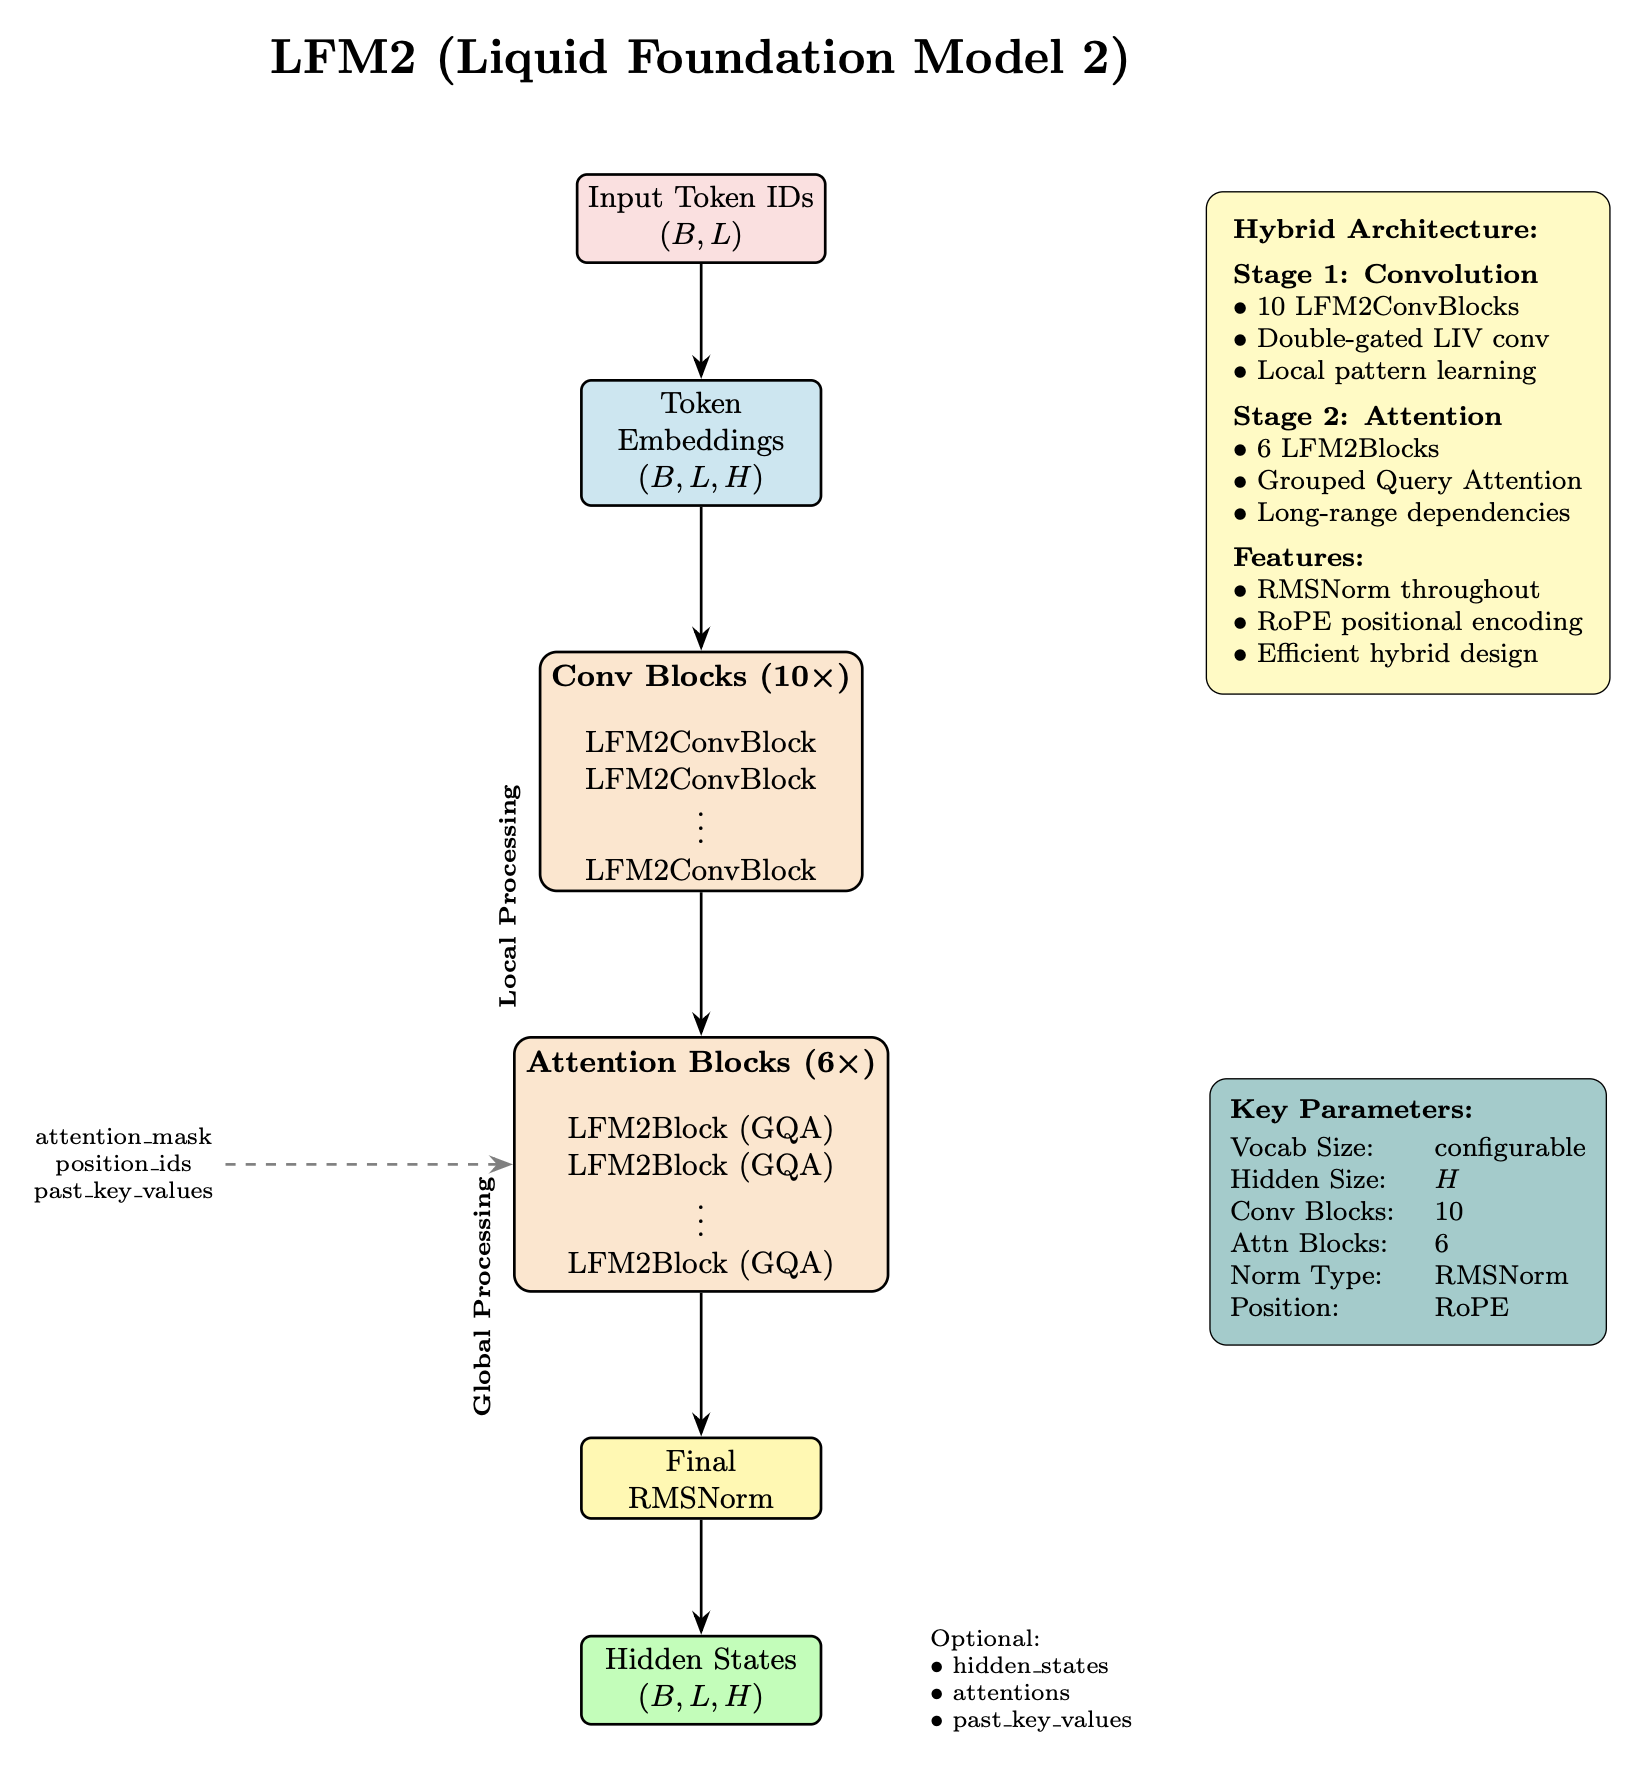 LFM2 (Liquid Foundation Model 2)
Input Token IDs
(B, L)
Token
Embeddings
(B, L, H)
Conv Blocks (10×)
LFM2ConvBlock
LFM2ConvBlock
⋮
LFM2ConvBlock
Local Processing
Attention Blocks (6×)
LFM2Block (GQA)
LFM2Block (GQA)
⋮
LFM2Block (GQA)
attention_mask
position_ids
past_key_values
Global Processing
Final
RMSNorm
Hidden States
(B, L, H)
Optional:
• hidden_states
• attentions
• past_key_values
Hybrid Architecture:
Stage 1: Convolution
• 10 LFM2ConvBlocks
• Double-gated LIV conv
• Local pattern learning
Stage 2: Attention
• 6 LFM2Blocks
• Grouped Query Attention
• Long-range dependencies
Features:
• RMSNorm throughout
• RoPE positional encoding
• Efficient hybrid design
Key Parameters:
Vocab Size: configurable
Hidden Size: H
Conv Blocks: 10
Attn Blocks: 6
Norm Type: RMSNorm
Position: RoPE